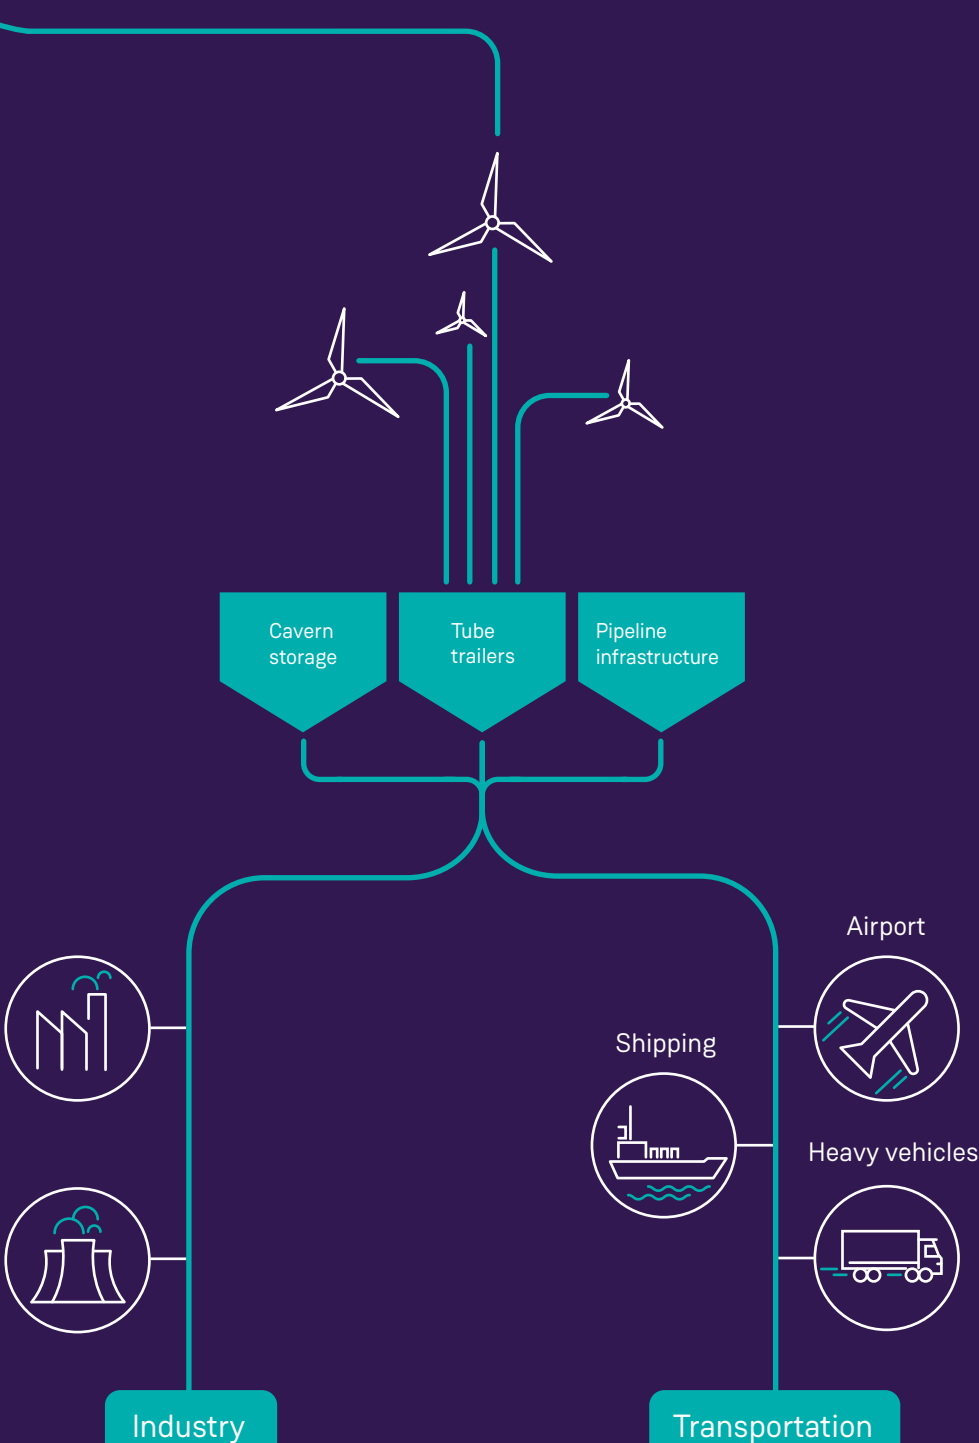 Cavern
storage
Tube
trailers
Pipeline
infrastructure
Airport
Shipping
Heavy vehicles
Industry
Transportation